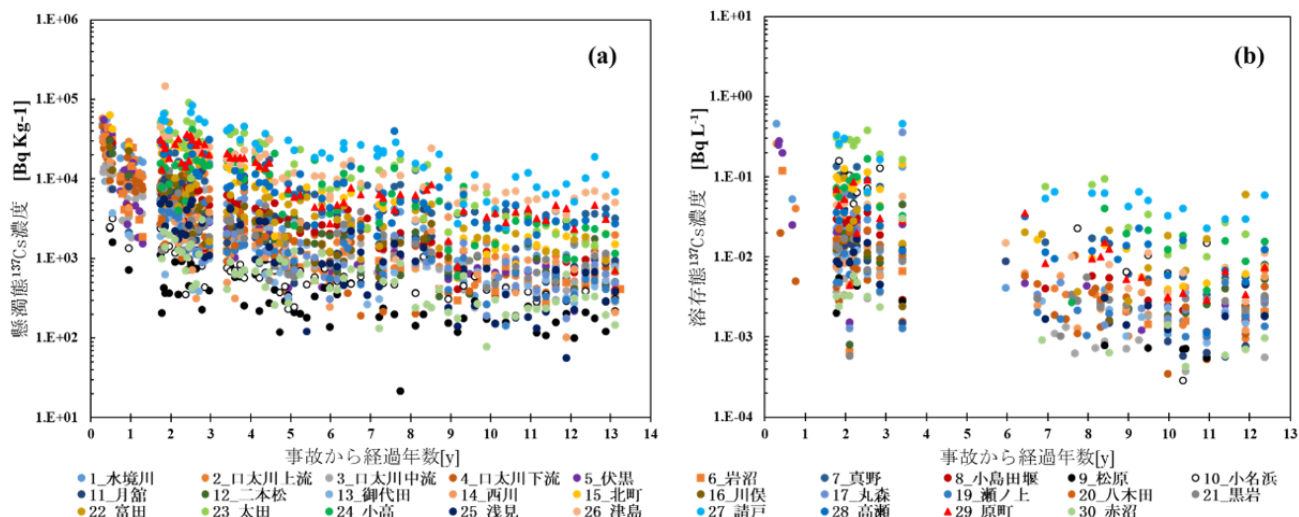 (a)
懸濁態¹³⁷Cs濃度 [Bq Kg-1]
1.E+06
1.E+05
1.E+04
1.E+03
1.E+02
1.E+01
0 1 2 3 4 5 6 7 8 9 10 11 12 13 14
事故から経過年数[y]
(b)
溶存態¹³⁷Cs濃度 [Bq L⁻¹]
1.E+01
1.E+00
1.E-01
1.E-02
1.E-03
1.E-04
0 1 2 3 4 5 6 7 8 9 10 11 12 13
事故から経過年数[y]
1_水境川 2_口太川上流 3_口太川中流 4_口太川下流 5_伏黒 6_岩沼 7_真野 8_小島田堰 9_松原 10_小名浜
11_月舘 12_二本松 13_御代田 14_西川 15_北町 16_川俣 17_丸森 19_瀬ノ上 20_八木田 21_黒岩
22_富田 23_太田 24_小高 25_浅見 26_津島 27_請戸 28_高瀬 29_原町 30_赤沼